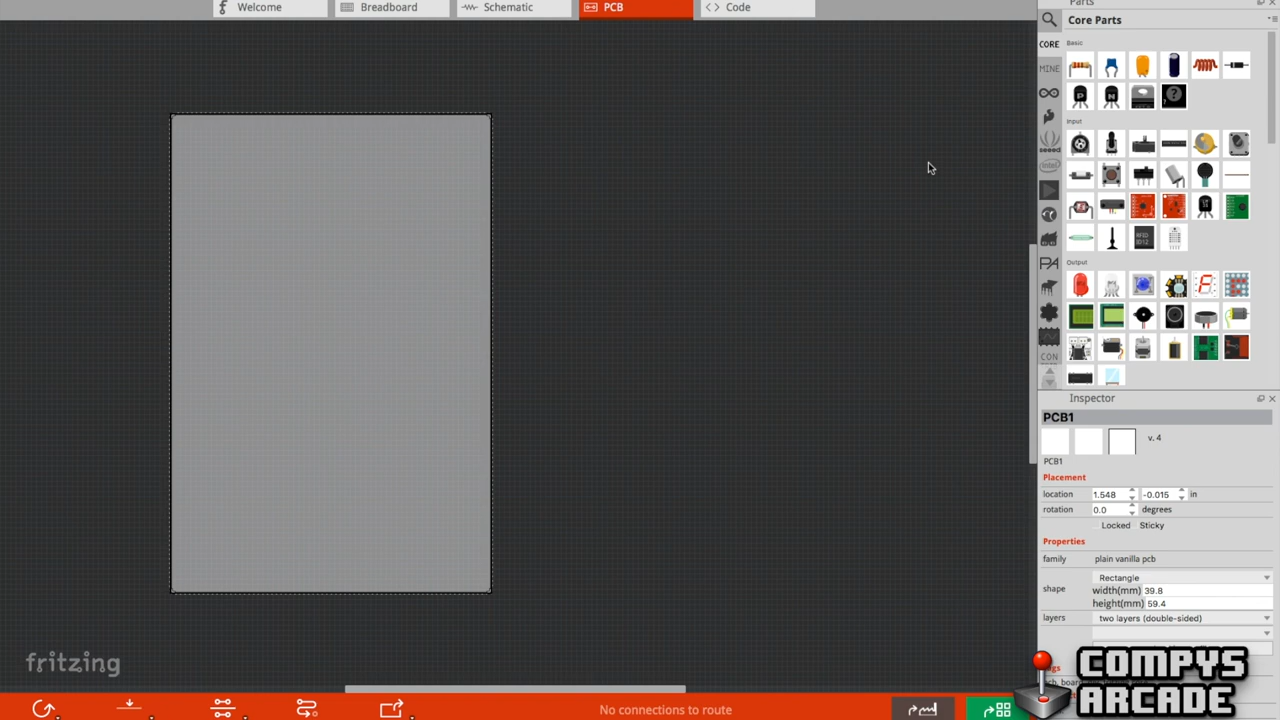 Welcome
Breadboard
Schematic
PCB
Code
Parts
Core Parts
CORE
Basic
MINE
Input
seeed
intel
PA
Output
CON
Inspector
PCB1
v. 4
PCB1
Placement
location 1.548 -0.015 in
rotation 0.0 degrees
Locked Sticky
Properties
family plain vanilla pcb
shape Rectangle
width(mm) 39.8
height(mm) 59.4
layers two layers (double-sided)
fritzing
No connections to route
COMPYS
ARCADE